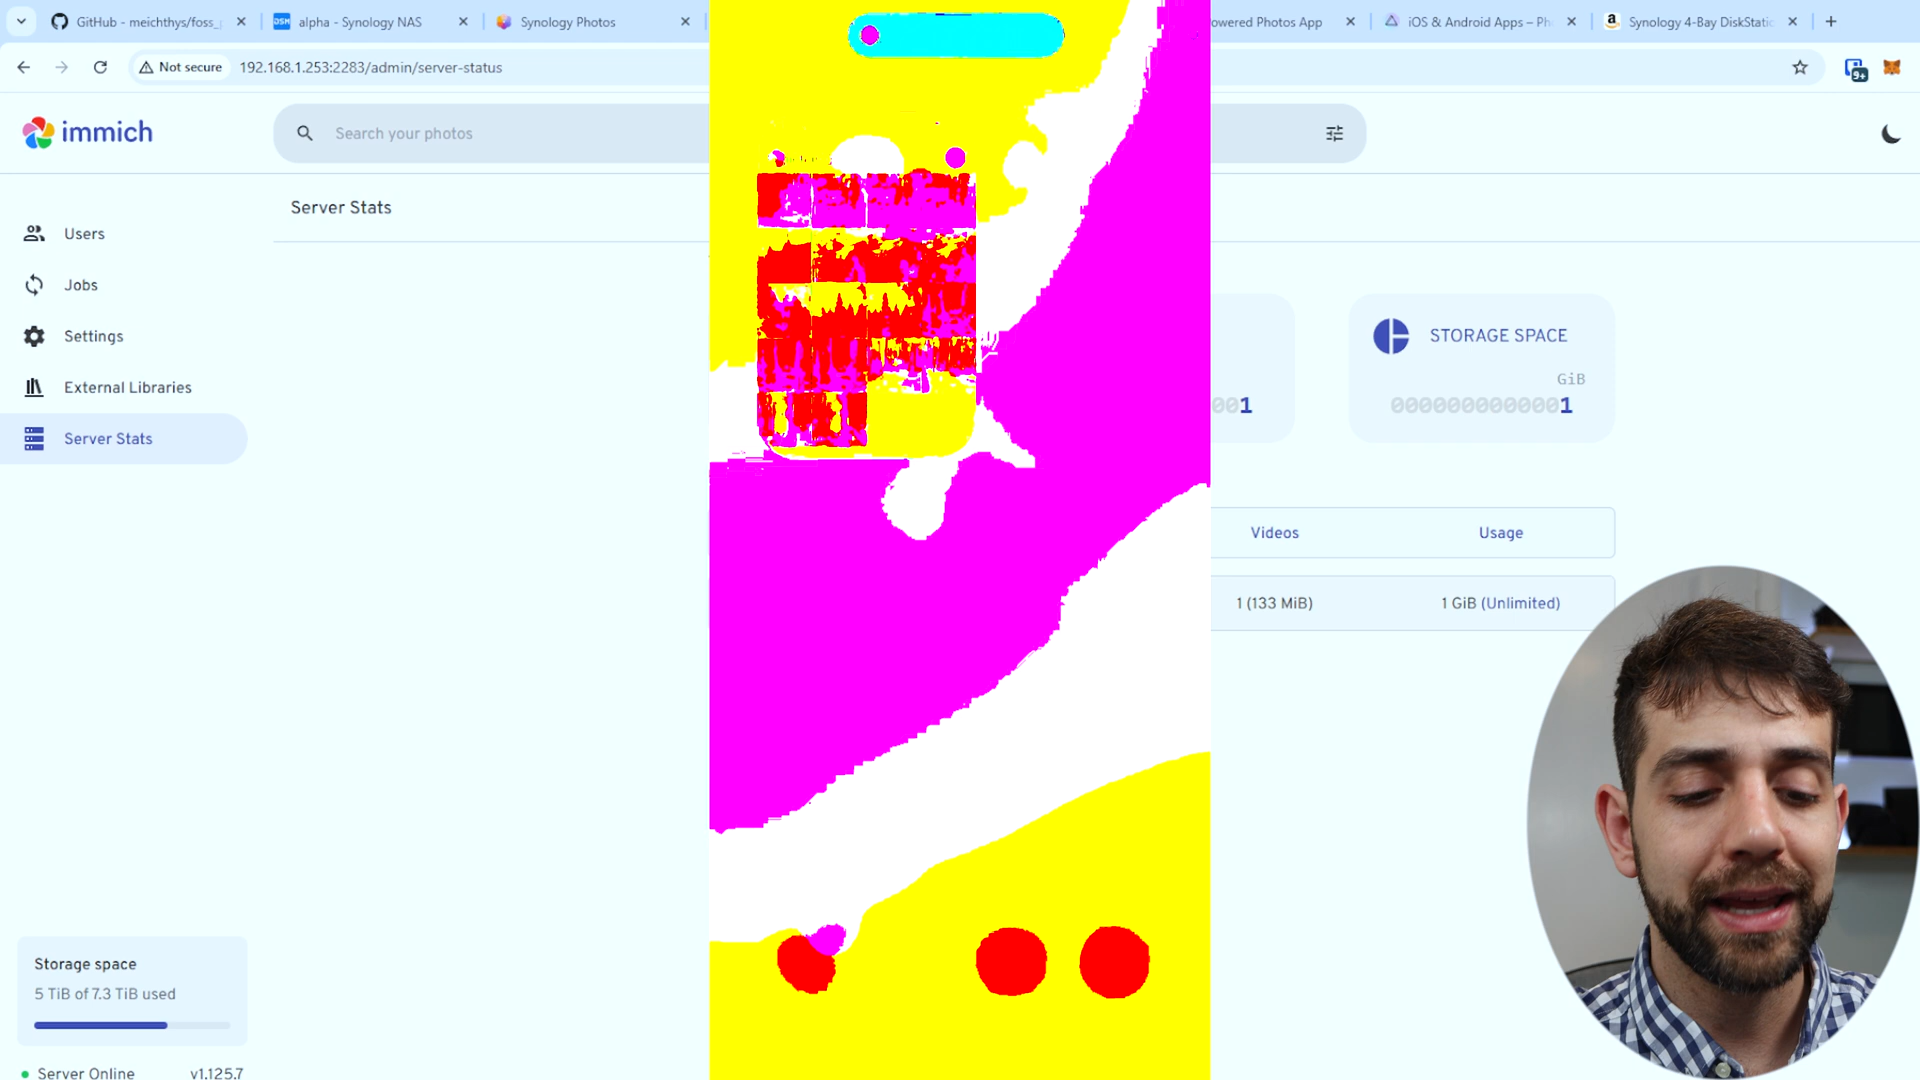 GitHub - meichthys/foss_
alpha - Synology NAS
Synology Photos
owered Photos App
iOS & Android Apps – Ph
Synology 4-Bay DiskStatic
Not secure
192.168.1.253:2283/admin/server-status
9+
immich
Search your photos
Server Stats
Users
Jobs
Settings
External Libraries
Server Stats
STORAGE SPACE
GiB
001
0000000000001
Videos
Usage
1 (133 MiB)
1 GiB (Unlimited)
Storage space
5 TiB of 7.3 TiB used
Server Online
v1.125.7